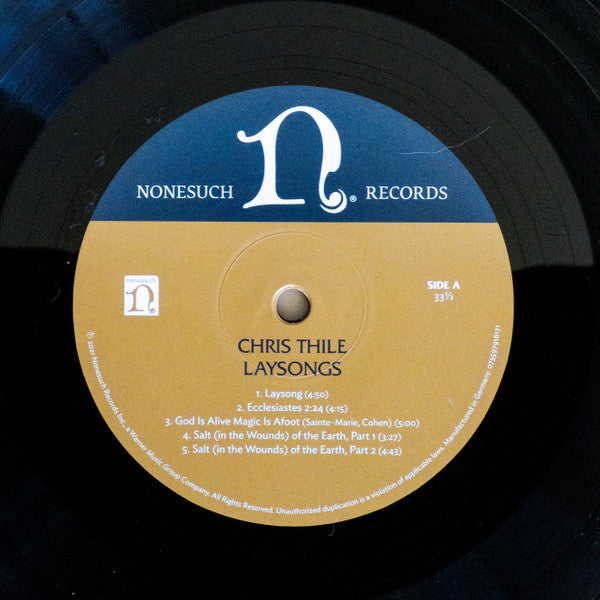 NONESUCH n® RECORDS
nonesuch
n
SIDE A
33⅓
CHRIS THILE
LAYSONGS
1. Laysong (4:50)
2. Ecclesiastes 2:24 (4:15)
3. God Is Alive Magic Is Afoot (Sainte-Marie, Cohen) (5:00)
4. Salt (in the Wounds) of the Earth, Part 1 (3:27)
5. Salt (in the Wounds) of the Earth, Part 2 (4:43)
℗ 2021 Nonesuch Records Inc., a Warner Music Group Company. All Rights Reserved. Unauthorized duplication is a violation of applicable laws. Manufactured in Germany. 075597916171